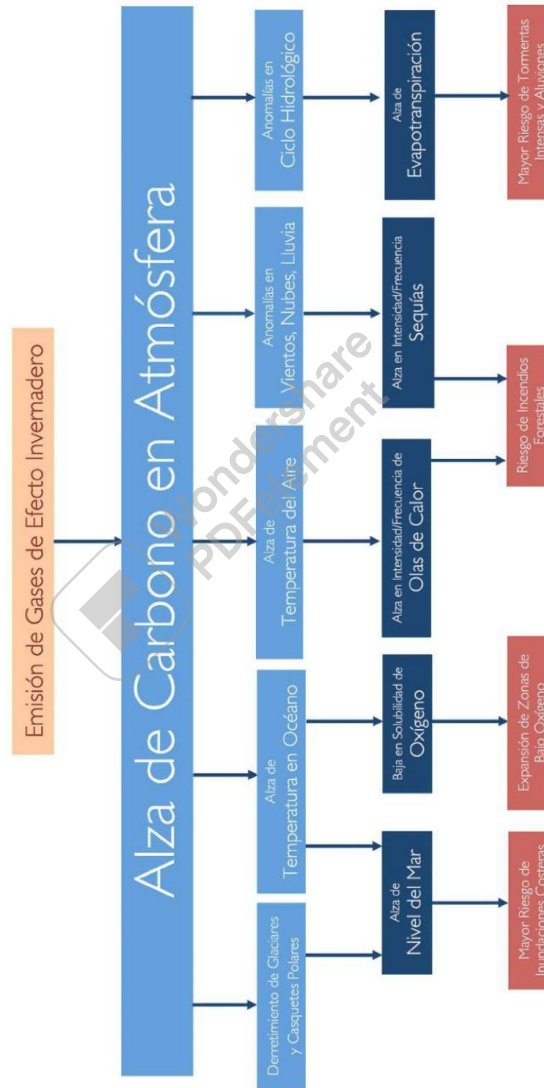 Emisión de Gases de Efecto Invernadero
Alza de Carbono en Atmósfera
Derretimiento de Glaciares
y Casquetes Polares
Alza de
Temperatura en Océano
Alza de
Temperatura del Aire
Anomalías en
Vientos, Nubes, Lluvia
Anomalías en
Ciclo Hidrológico
Alza de
Nivel del Mar
Baja en Solubilidad de
Oxígeno
Alza en Intensidad/Frecuencia de
Olas de Calor
Alza en Intensidad/Frecuencia
Sequías
Alza de
Evapotranspiración
Mayor Riesgo de
Inundaciones Costeras
Expansión de Zonas de
Bajo Oxígeno
Riesgo de Incendios
Forestales
Mayor Riesgo de Tormentas
Intensas y Aluviones
Wondershare
PDFelement